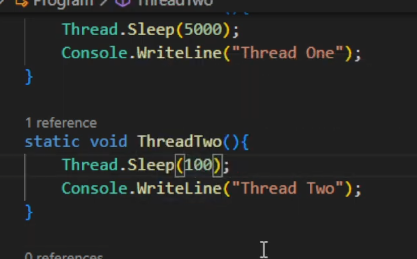 Program > ThreadTwo
Thread.Sleep(5000);
Console.WriteLine("Thread One");
}
1 reference
static void ThreadTwo(){
Thread.Sleep(100);
Console.WriteLine("Thread Two");
}
0 references